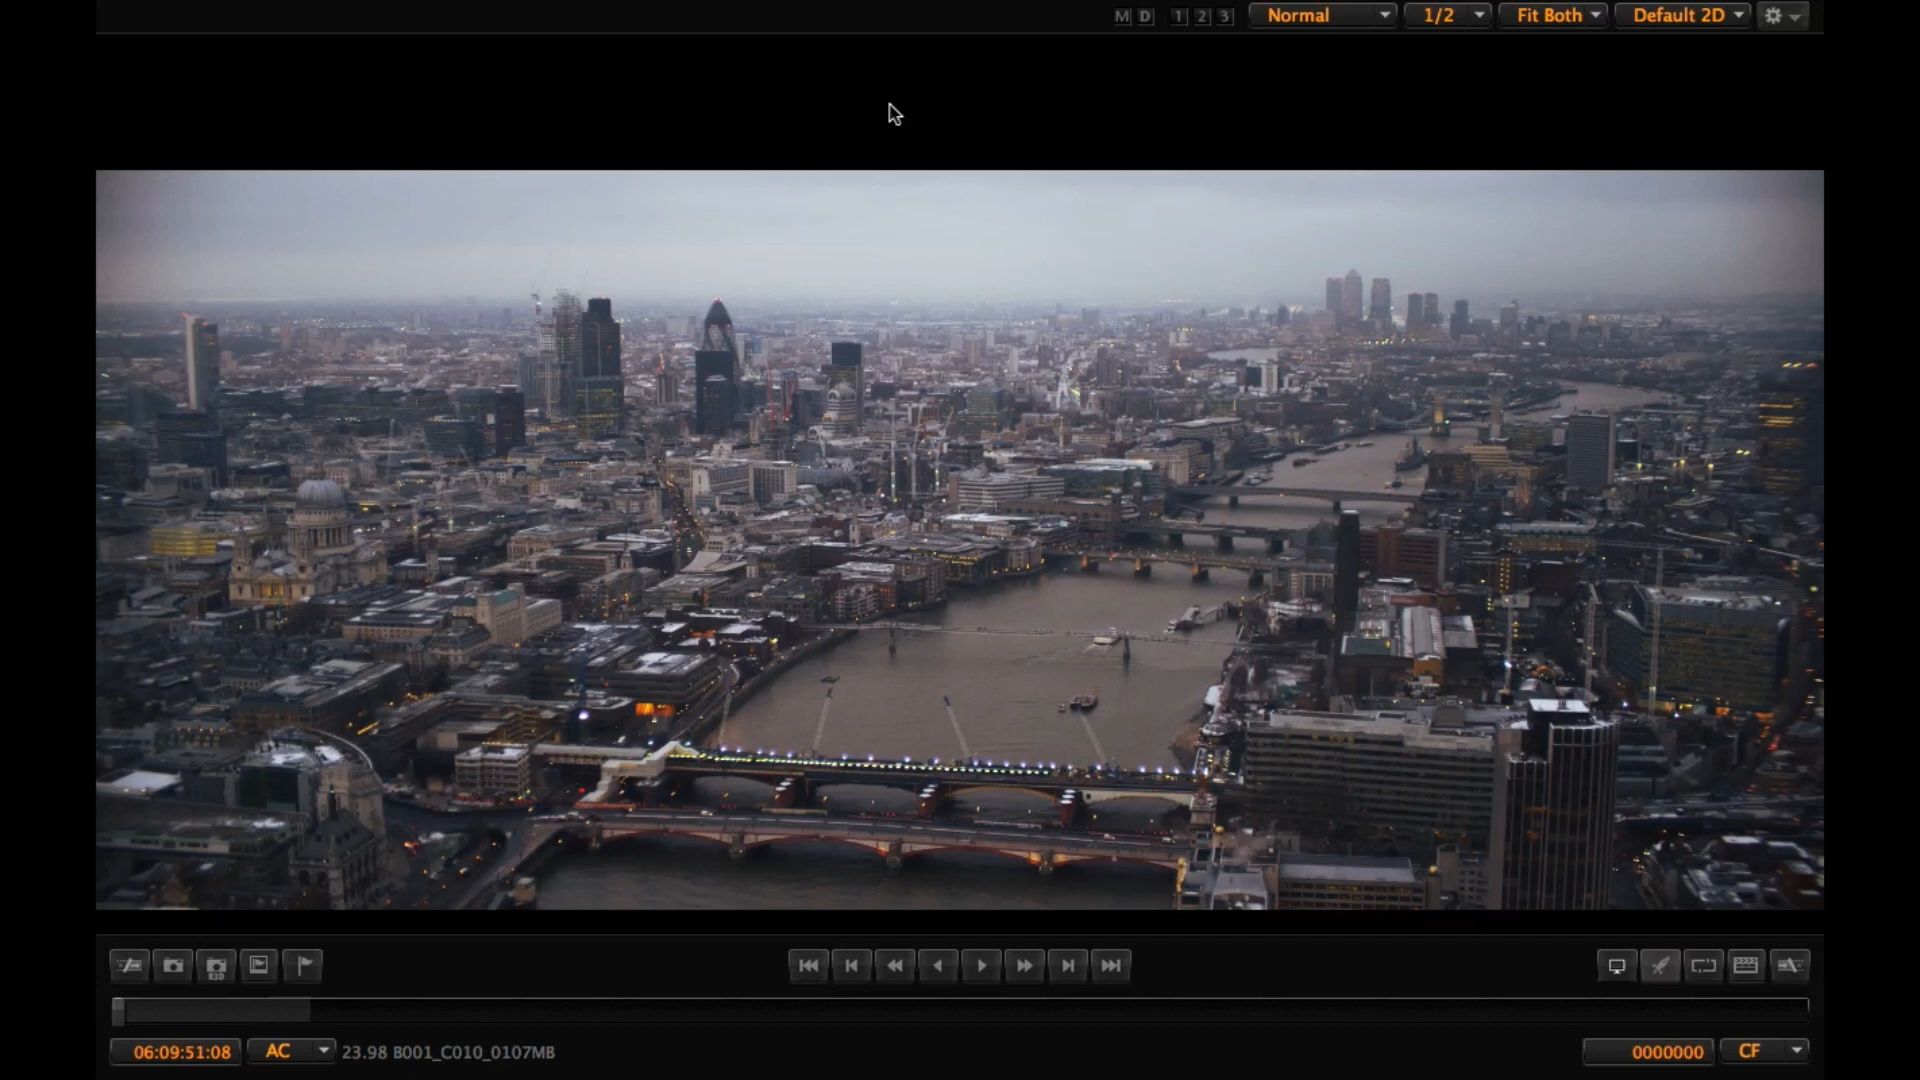 M D 1 2 3 Normal 1/2 Fit Both Default 2D
R3D
06:09:51:08 AC 23.98 B001_C010_0107MB 0000000 CF